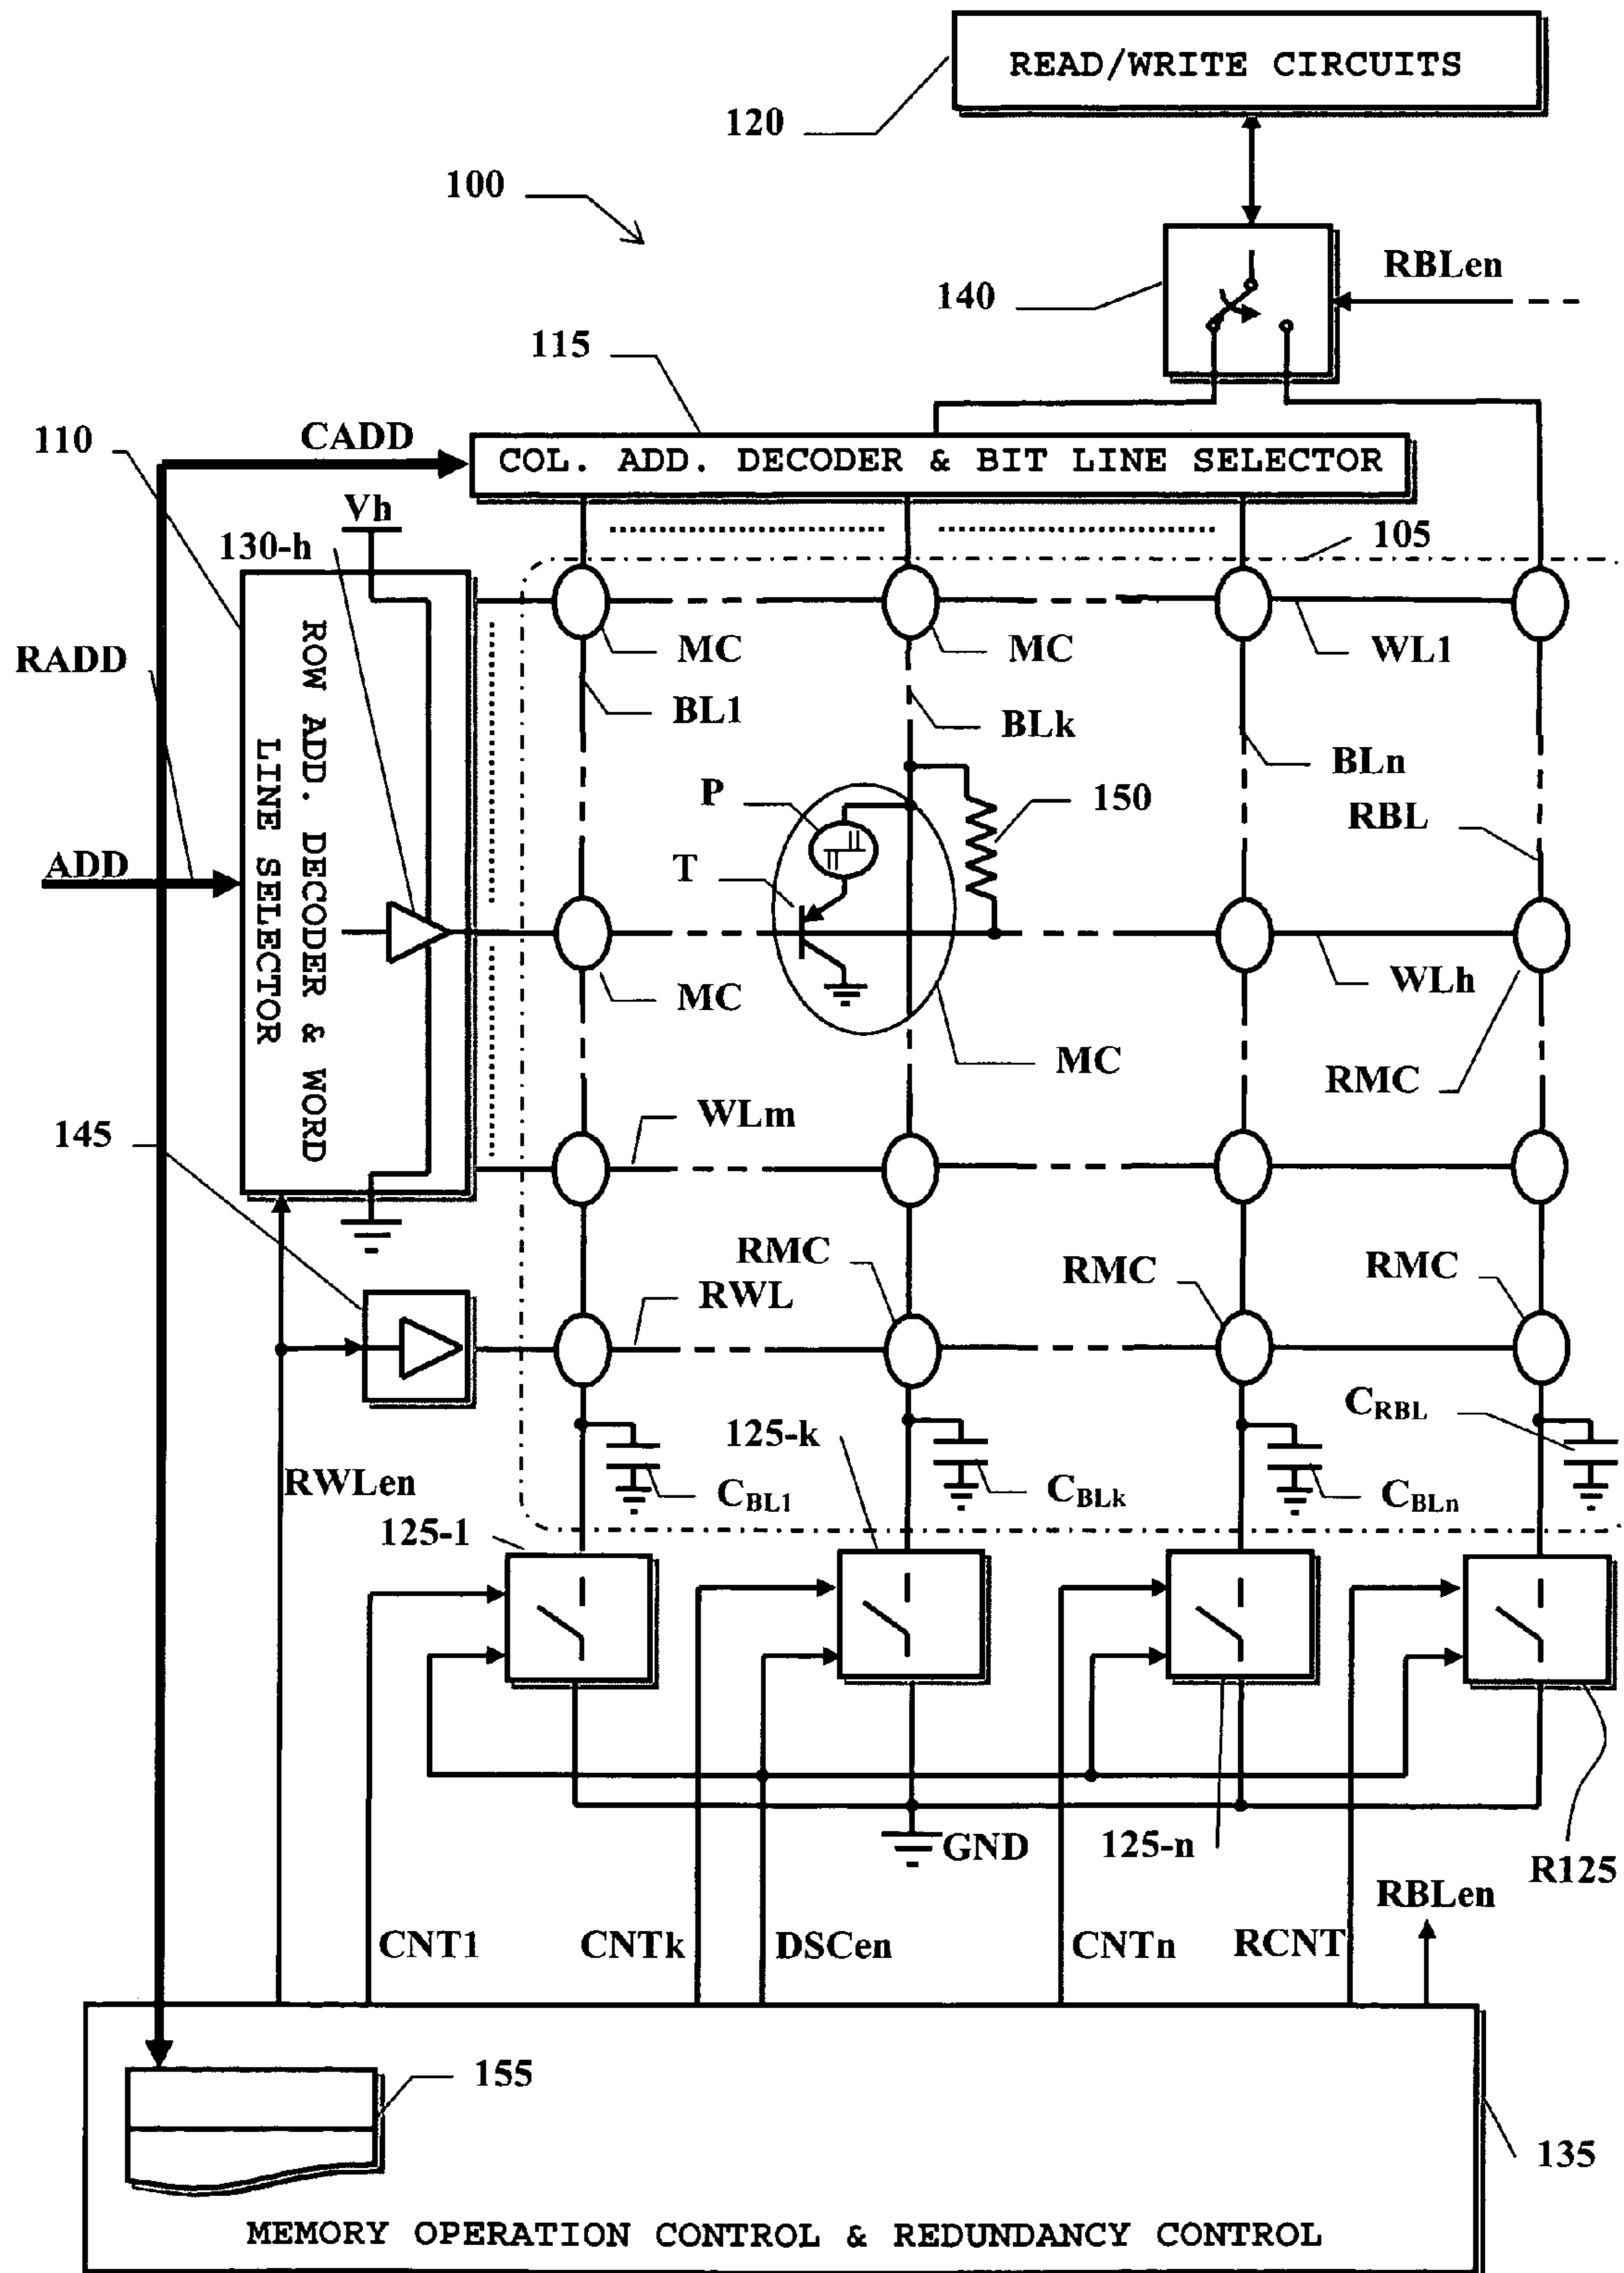 READ/WRITE CIRCUITS
120
100
RBLen
140
115
110
CADD
COL. ADD. DECODER & BIT LINE SELECTOR
Vh
130-h
105
ROW ADD. DECODER & WORD
LINE SELECTOR
MC
MC
WL1
RADD
BL1
BLk
BLn
P
150
RBL
ADD
T
MC
WLh
MC
RMC
145
WLm
RMC
RMC
RMC
RWL
CRBL
125-k
RWLen
CBL1
CBLk
CBLn
125-1
GND
125-n
R125
RBLen
CNT1
CNTk
DSCen
CNTn
RCNT
155
135
MEMORY OPERATION CONTROL & REDUNDANCY CONTROL